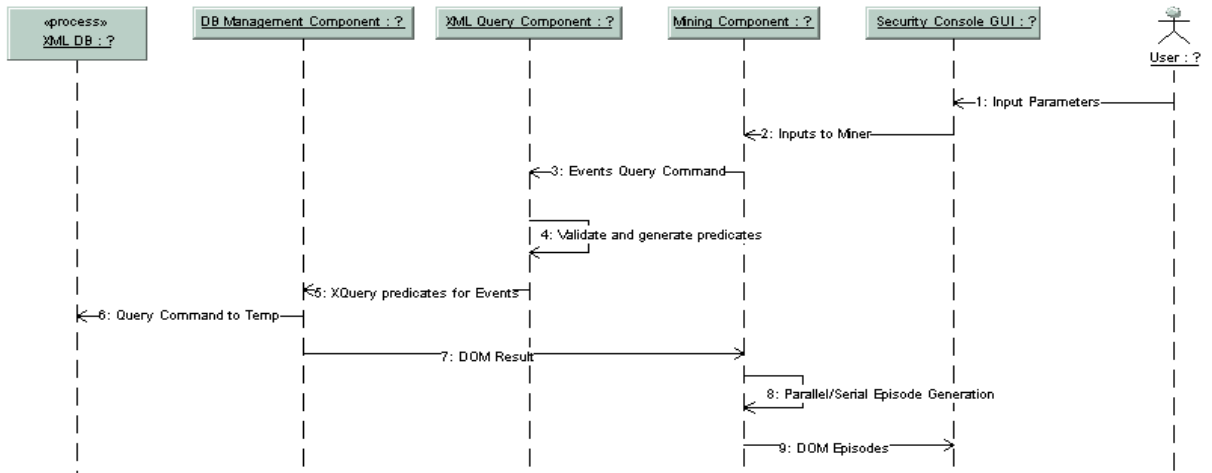 «process»
XML DB : ?
DB Management Component : ?
XML Query Component : ?
Mining Component : ?
Security Console GUI : ?
User : ?
1: Input Parameters
2: Inputs to Miner
3: Events Query Command
4: Validate and generate predicates
5: XQuery predicates for Events
6: Query Command to Temp
7: DOM Result
8: Parallel/Serial Episode Generation
9: DOM Episodes